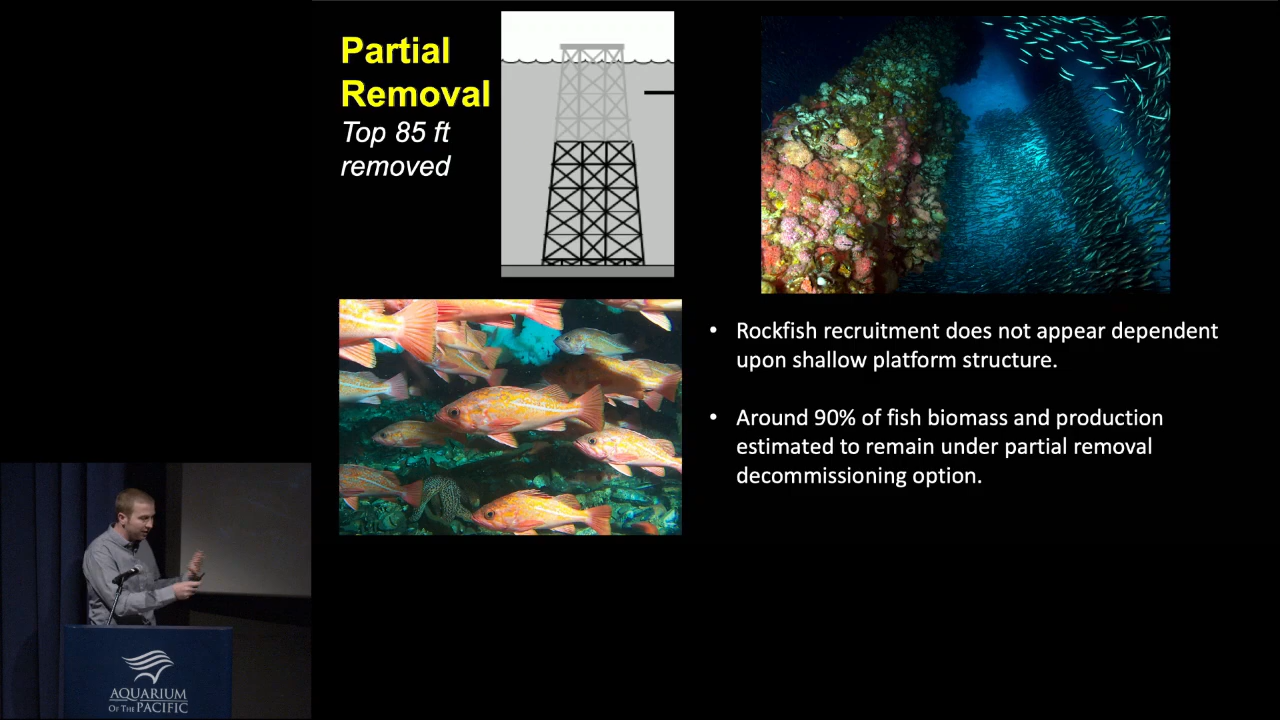 Partial
Removal
Top 85 ft
removed
• Rockfish recruitment does not appear dependent
upon shallow platform structure.
• Around 90% of fish biomass and production
estimated to remain under partial removal
decommissioning option.
AQUARIUM
OF THE PACIFIC